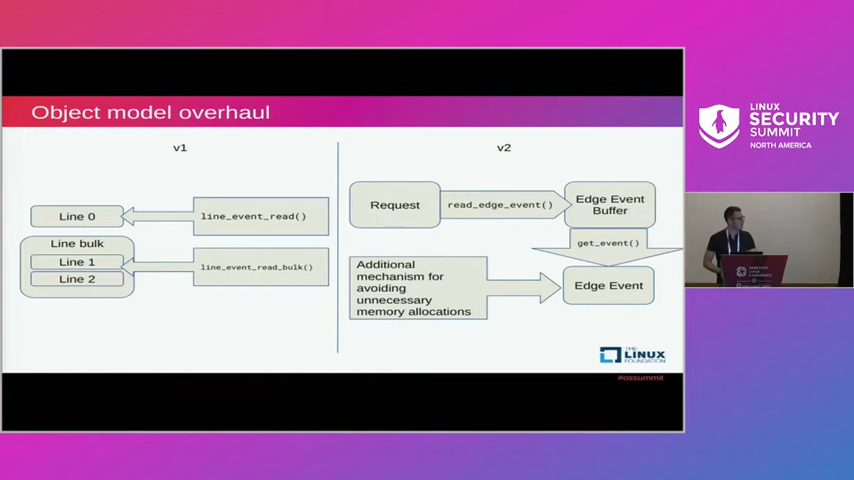 Object model overhaul
v1
v2
Line 0
line_event_read()
Line bulk
Line 1
Line 2
line_event_read_bulk()
Request
read_edge_event()
Edge Event
Buffer
get_event()
Additional
mechanism for
avoiding
unnecessary
memory allocations
Edge Event
THE
LINUX
FOUNDATION
#ossummit
LINUX
SECURITY
SUMMIT
NORTH AMERICA